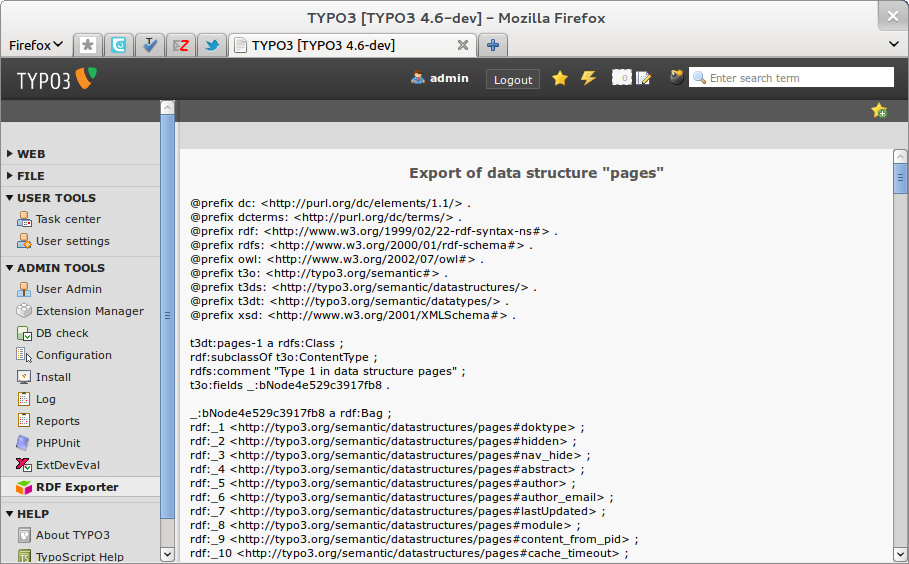 TYPO3 [TYPO3 4.6-dev] - Mozilla Firefox
Firefox
TYPO3 [TYPO3 4.6-dev]
TYPO3
admin
Logout
0
Enter search term
WEB
FILE
USER TOOLS
Task center
User settings
ADMIN TOOLS
User Admin
Extension Manager
DB check
Configuration
Install
Log
Reports
PHPUnit
ExtDevEval
RDF Exporter
HELP
About TYPO3
TypoScript Help
Export of data structure "pages"
@prefix dc: <http://purl.org/dc/elements/1.1/> .
@prefix dcterms: <http://purl.org/dc/terms/> .
@prefix rdf: <http://www.w3.org/1999/02/22-rdf-syntax-ns#> .
@prefix rdfs: <http://www.w3.org/2000/01/rdf-schema#> .
@prefix owl: <http://www.w3.org/2002/07/owl#> .
@prefix t3o: <http://typo3.org/semantic#> .
@prefix t3ds: <http://typo3.org/semantic/datastructures/> .
@prefix t3dt: <http://typo3.org/semantic/datatypes/> .
@prefix xsd: <http://www.w3.org/2001/XMLSchema#> .
t3dt:pages-1 a rdfs:Class ;
rdf:subclassOf t3o:ContentType ;
rdfs:comment "Type 1 in data structure pages" ;
t3o:fields _:bNode4e529c3917fb8 .
_:bNode4e529c3917fb8 a rdf:Bag ;
rdf:_1 <http://typo3.org/semantic/datastructures/pages#doktype> ;
rdf:_2 <http://typo3.org/semantic/datastructures/pages#hidden> ;
rdf:_3 <http://typo3.org/semantic/datastructures/pages#nav_hide> ;
rdf:_4 <http://typo3.org/semantic/datastructures/pages#abstract> ;
rdf:_5 <http://typo3.org/semantic/datastructures/pages#author> ;
rdf:_6 <http://typo3.org/semantic/datastructures/pages#author_email> ;
rdf:_7 <http://typo3.org/semantic/datastructures/pages#lastUpdated> ;
rdf:_8 <http://typo3.org/semantic/datastructures/pages#module> ;
rdf:_9 <http://typo3.org/semantic/datastructures/pages#content_from_pid> ;
rdf:_10 <http://typo3.org/semantic/datastructures/pages#cache_timeout> ;